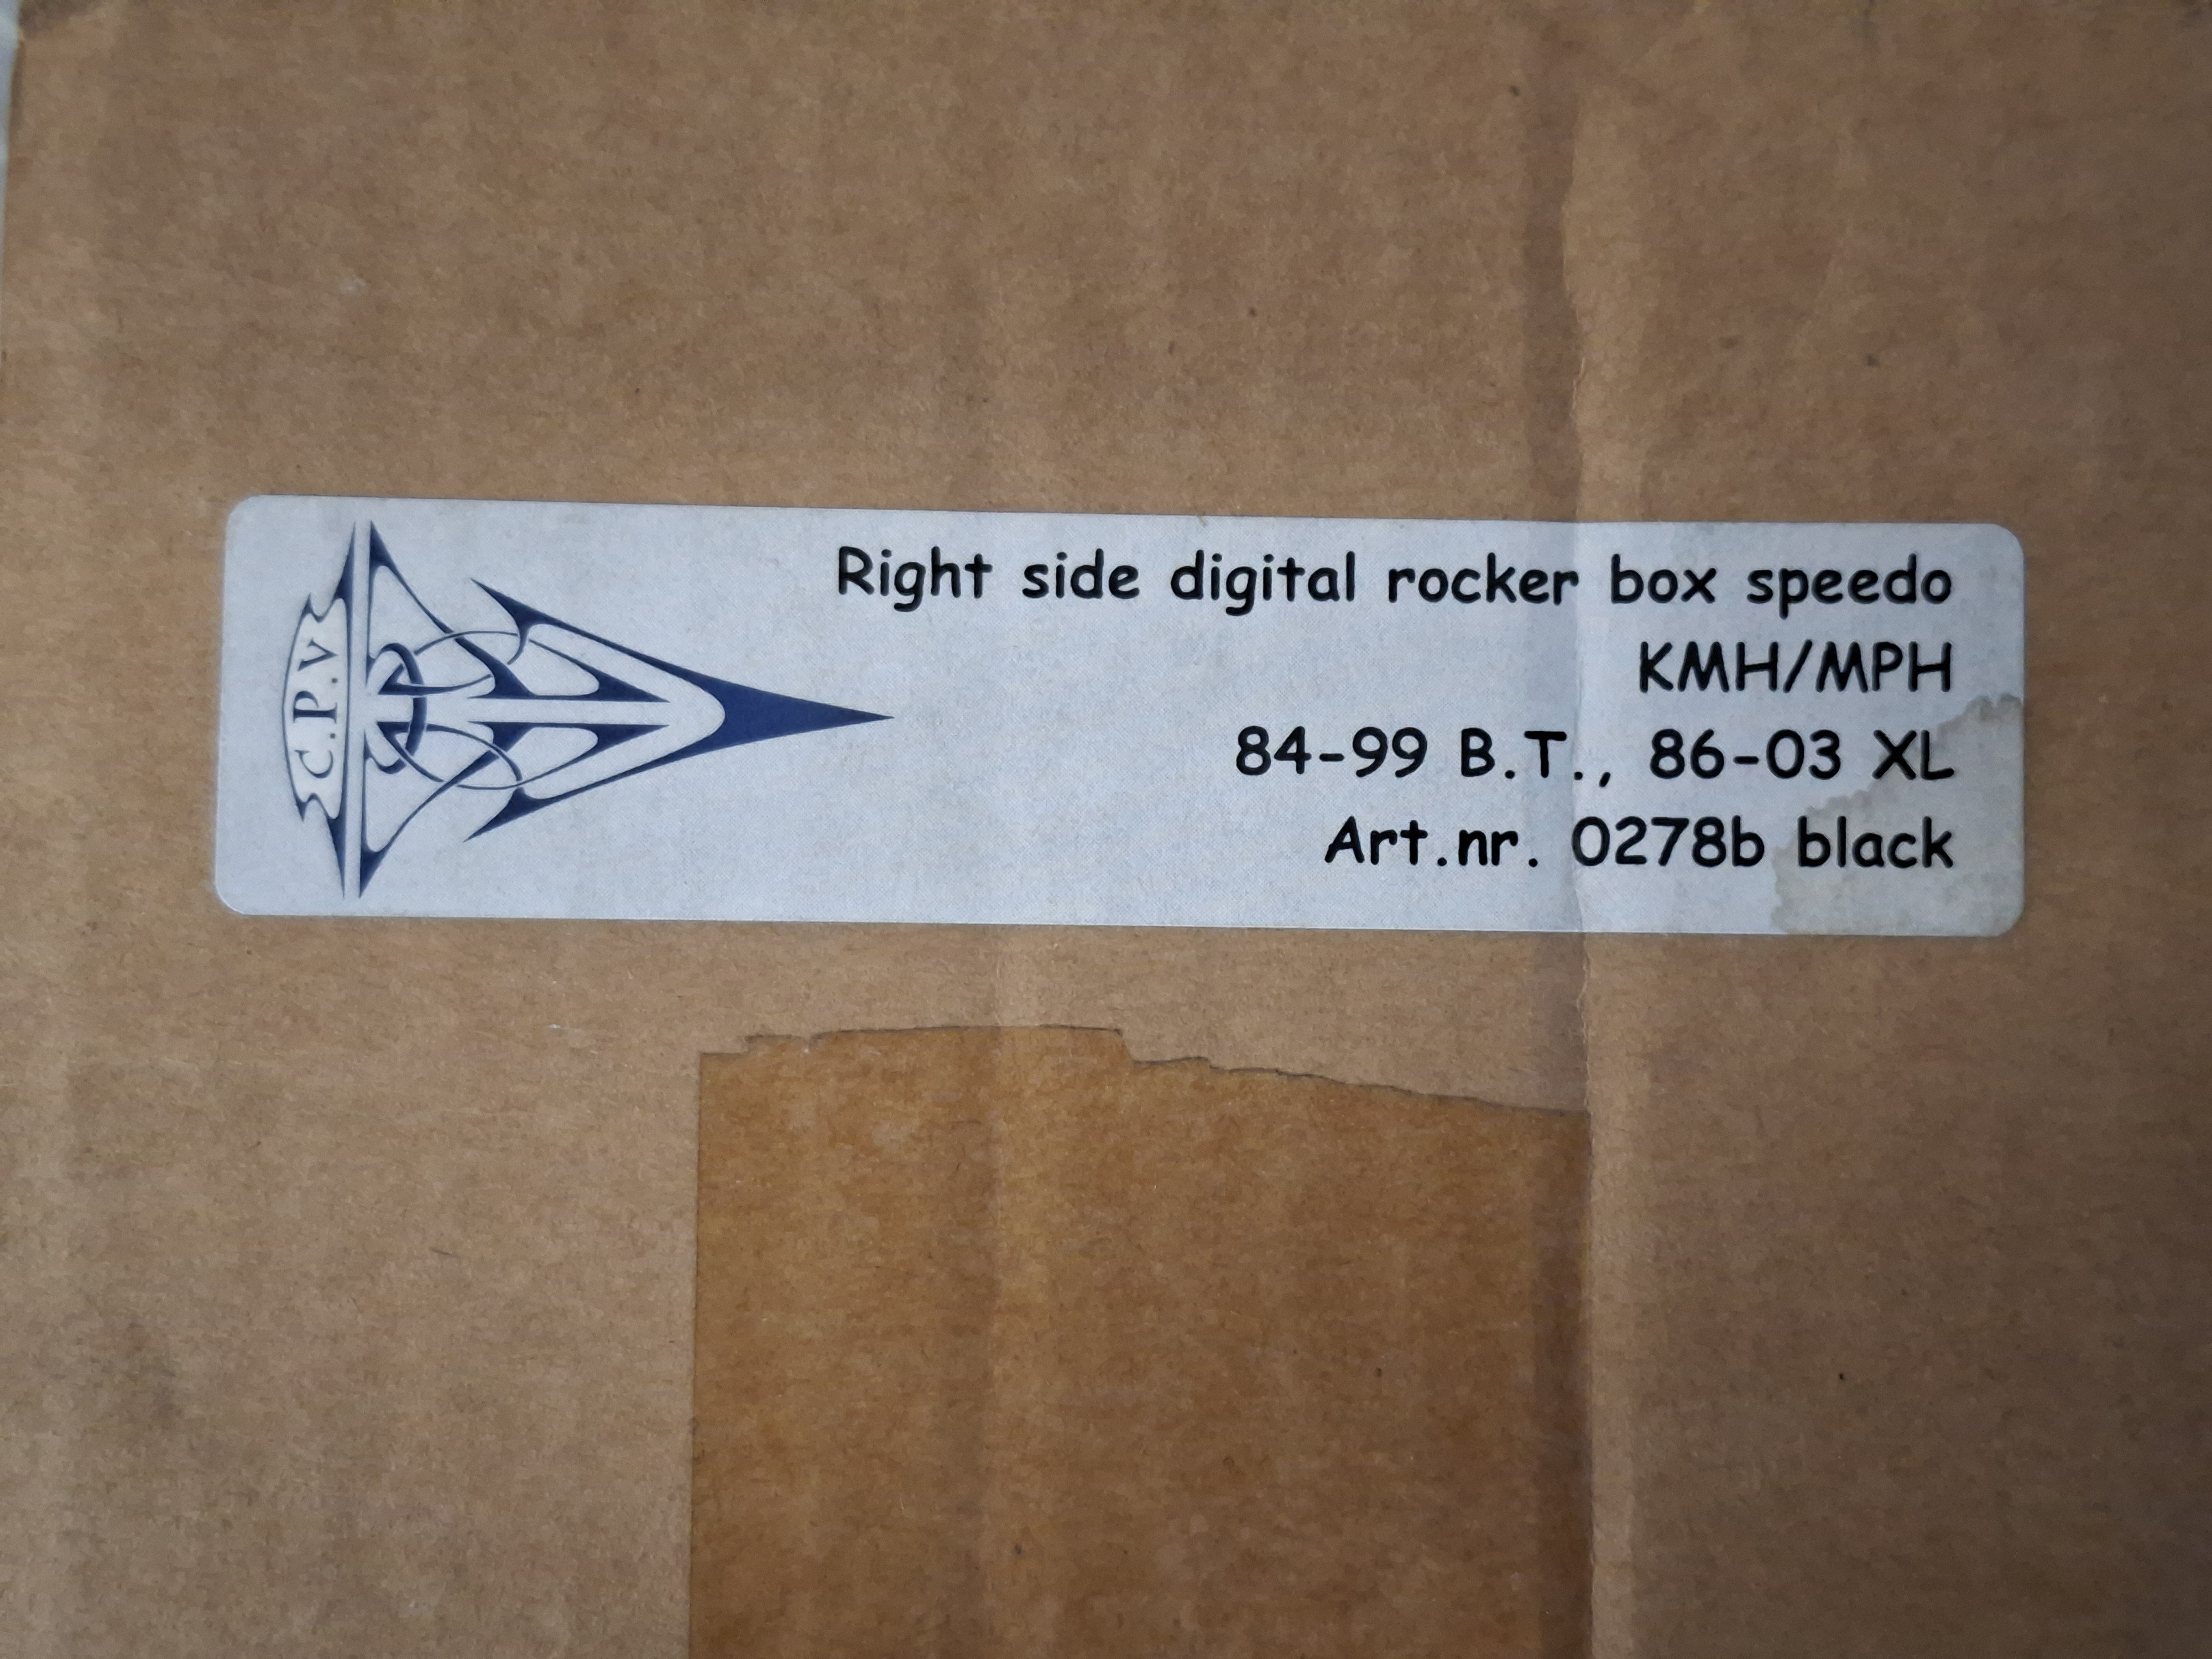 C.P.V
Right side digital rocker box speedo
KMH/MPH
84-99 B.T., 86-03 XL
Art.nr. 0278b black